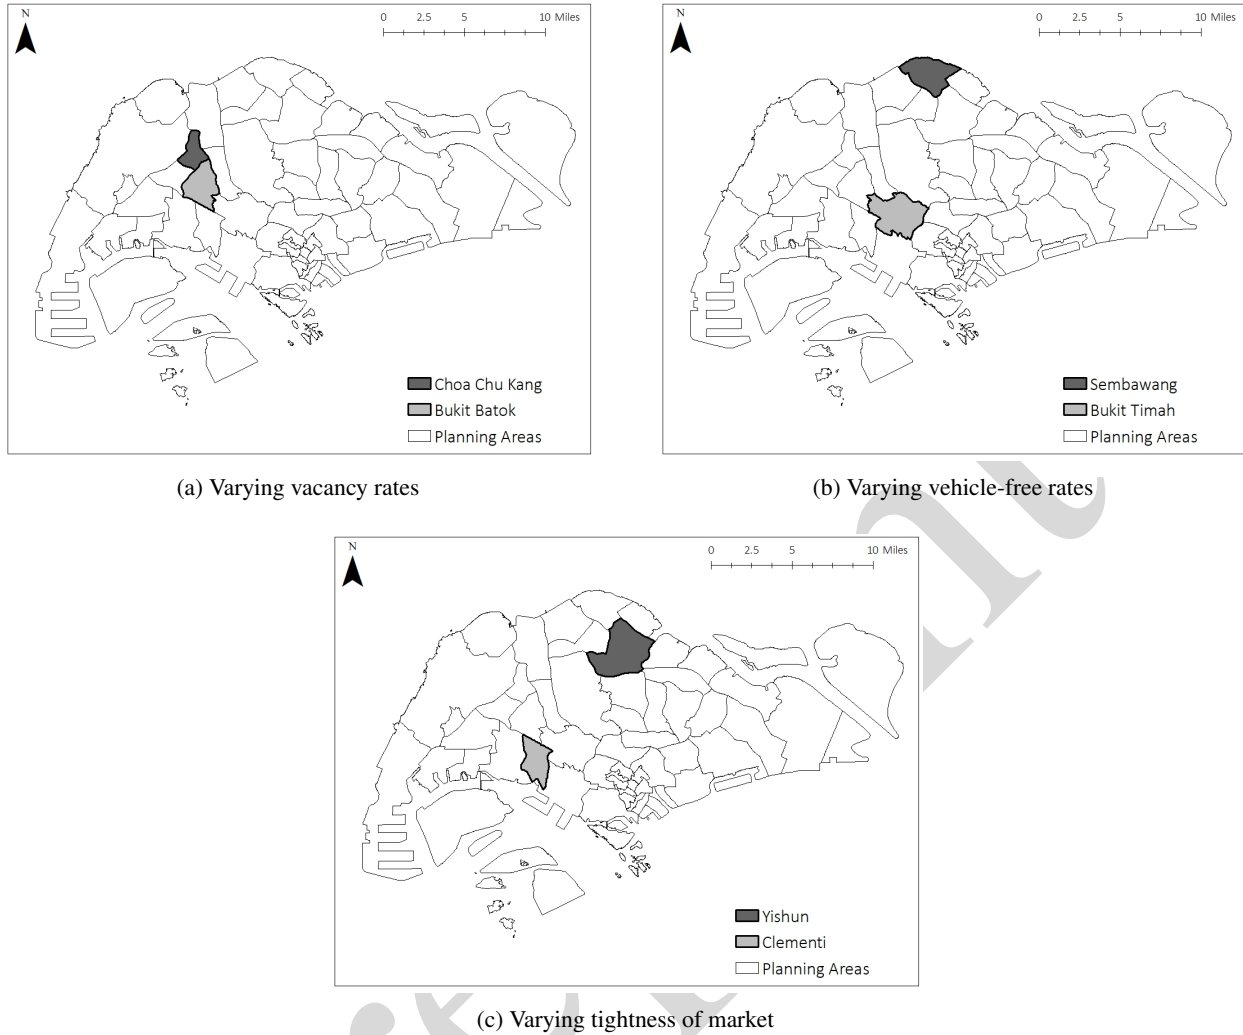 N
0 2.5 5 10 Miles
Choa Chu Kang
Bukit Batok
Planning Areas
(a) Varying vacancy rates
N
0 2.5 5 10 Miles
Sembawang
Bukit Timah
Planning Areas
(b) Varying vehicle-free rates
N
0 2.5 5 10 Miles
Yishun
Clementi
Planning Areas
(c) Varying tightness of market